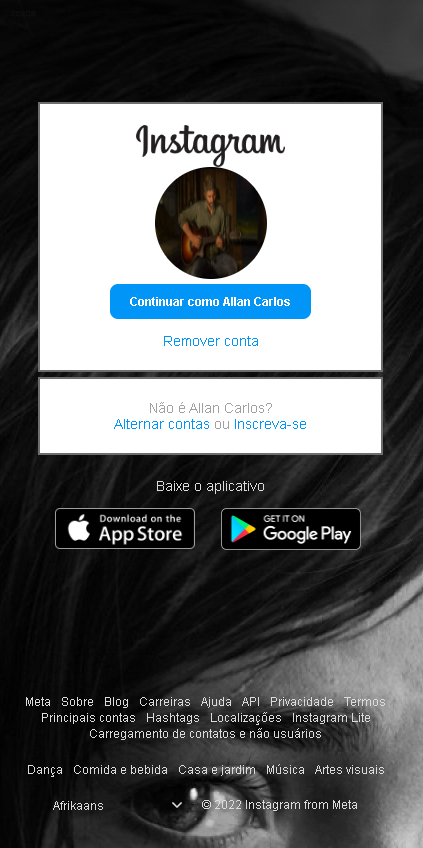 Instagram
Continuar como Allan Carlos
Remover conta
Não é Allan Carlos?
Alternar contas ou Inscreva-se
Baixe o aplicativo
Download on the App Store
GET IT ON Google Play
Meta Sobre Blog Carreiras Ajuda API Privacidade Termos
Principais contas Hashtags Localizações Instagram Lite
Carregamento de contatos e não usuários
Dança Comida e bebida Casa e jardim Música Artes visuais
Afrikaans © 2022 Instagram from Meta